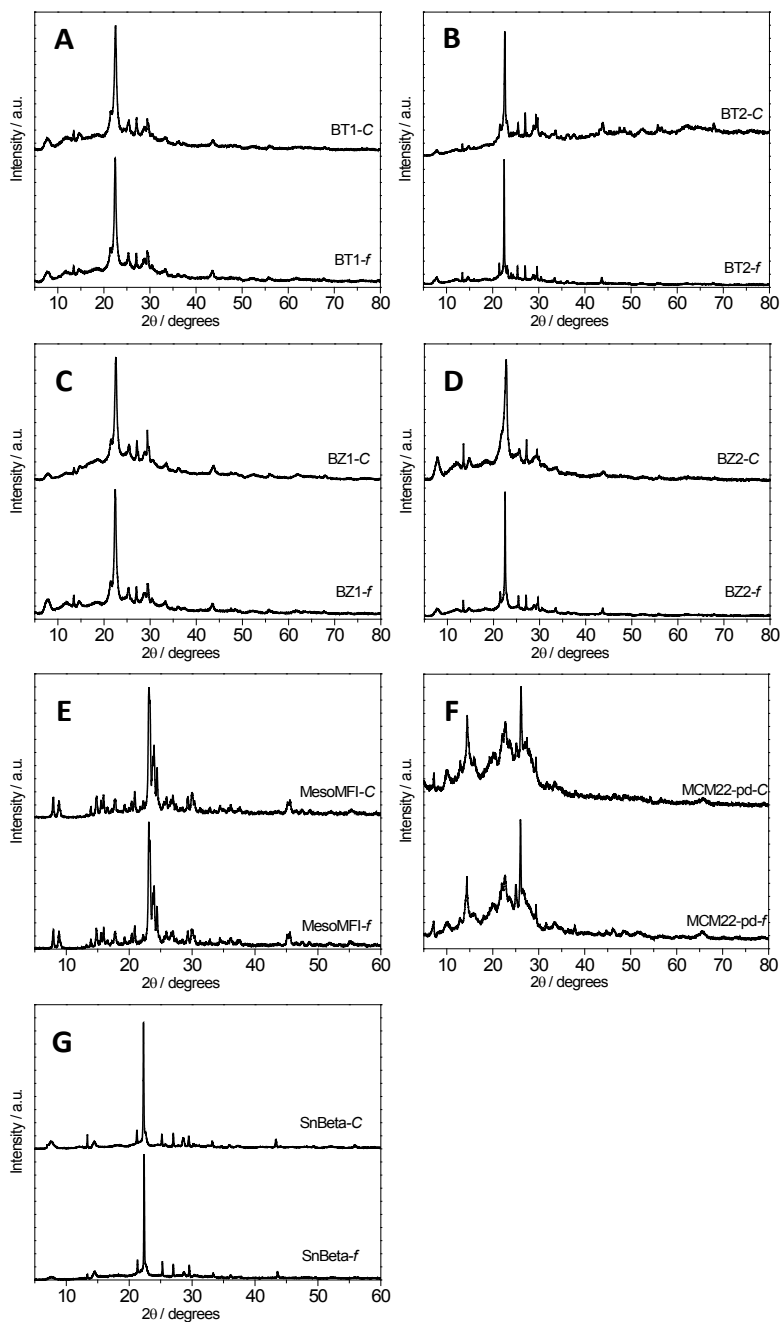 A
Intensity / a.u.
BT1-C
BT1-f
10 20 30 40 50 60 70 80
2θ / degrees
B
Intensity / a.u.
BT2-C
BT2-f
10 20 30 40 50 60 70 80
2θ / degrees
C
Intensity / a.u.
BZ1-C
BZ1-f
10 20 30 40 50 60 70 80
2θ / degrees
D
Intensity / a.u.
BZ2-C
BZ2-f
10 20 30 40 50 60 70 80
2θ / degrees
E
Intensity / a.u.
MesoMFI-C
MesoMFI-f
10 20 30 40 50 60
2θ / degrees
F
Intensity / a.u.
MCM22-pd-C
MCM22-pd-f
10 20 30 40 50 60 70 80
2θ / degrees
G
Intensity / a.u.
SnBeta-C
SnBeta-f
10 20 30 40 50 60
2θ / degrees